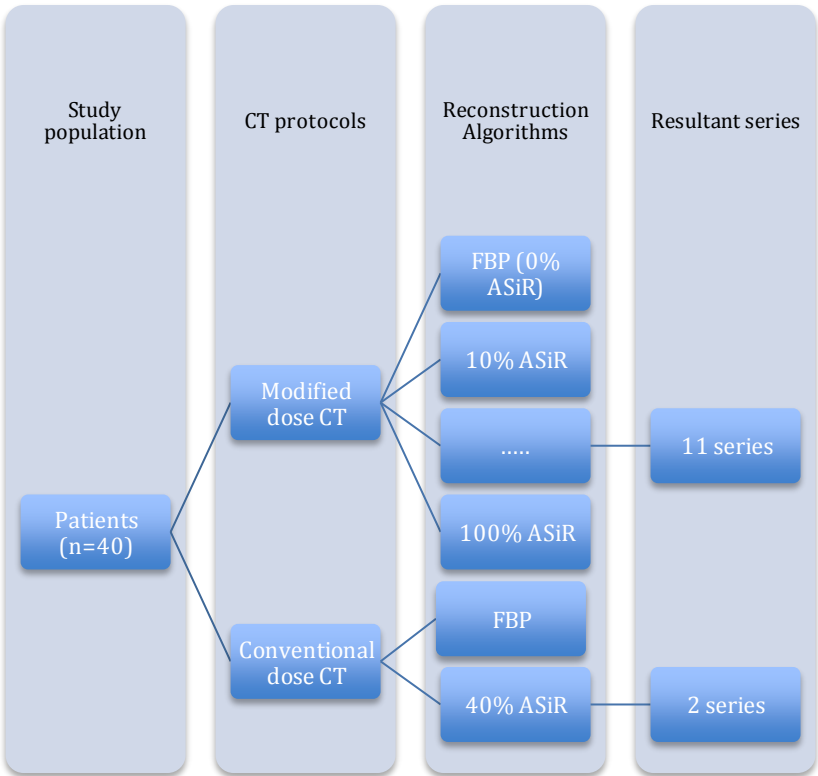 Study
population
CT protocols
Reconstruction
Algorithms
Resultant series
FBP (0%
ASiR)
10% ASiR
Modified
dose CT
.....
11 series
Patients
(n=40)
100% ASiR
FBP
Conventional
dose CT
40% ASiR
2 series